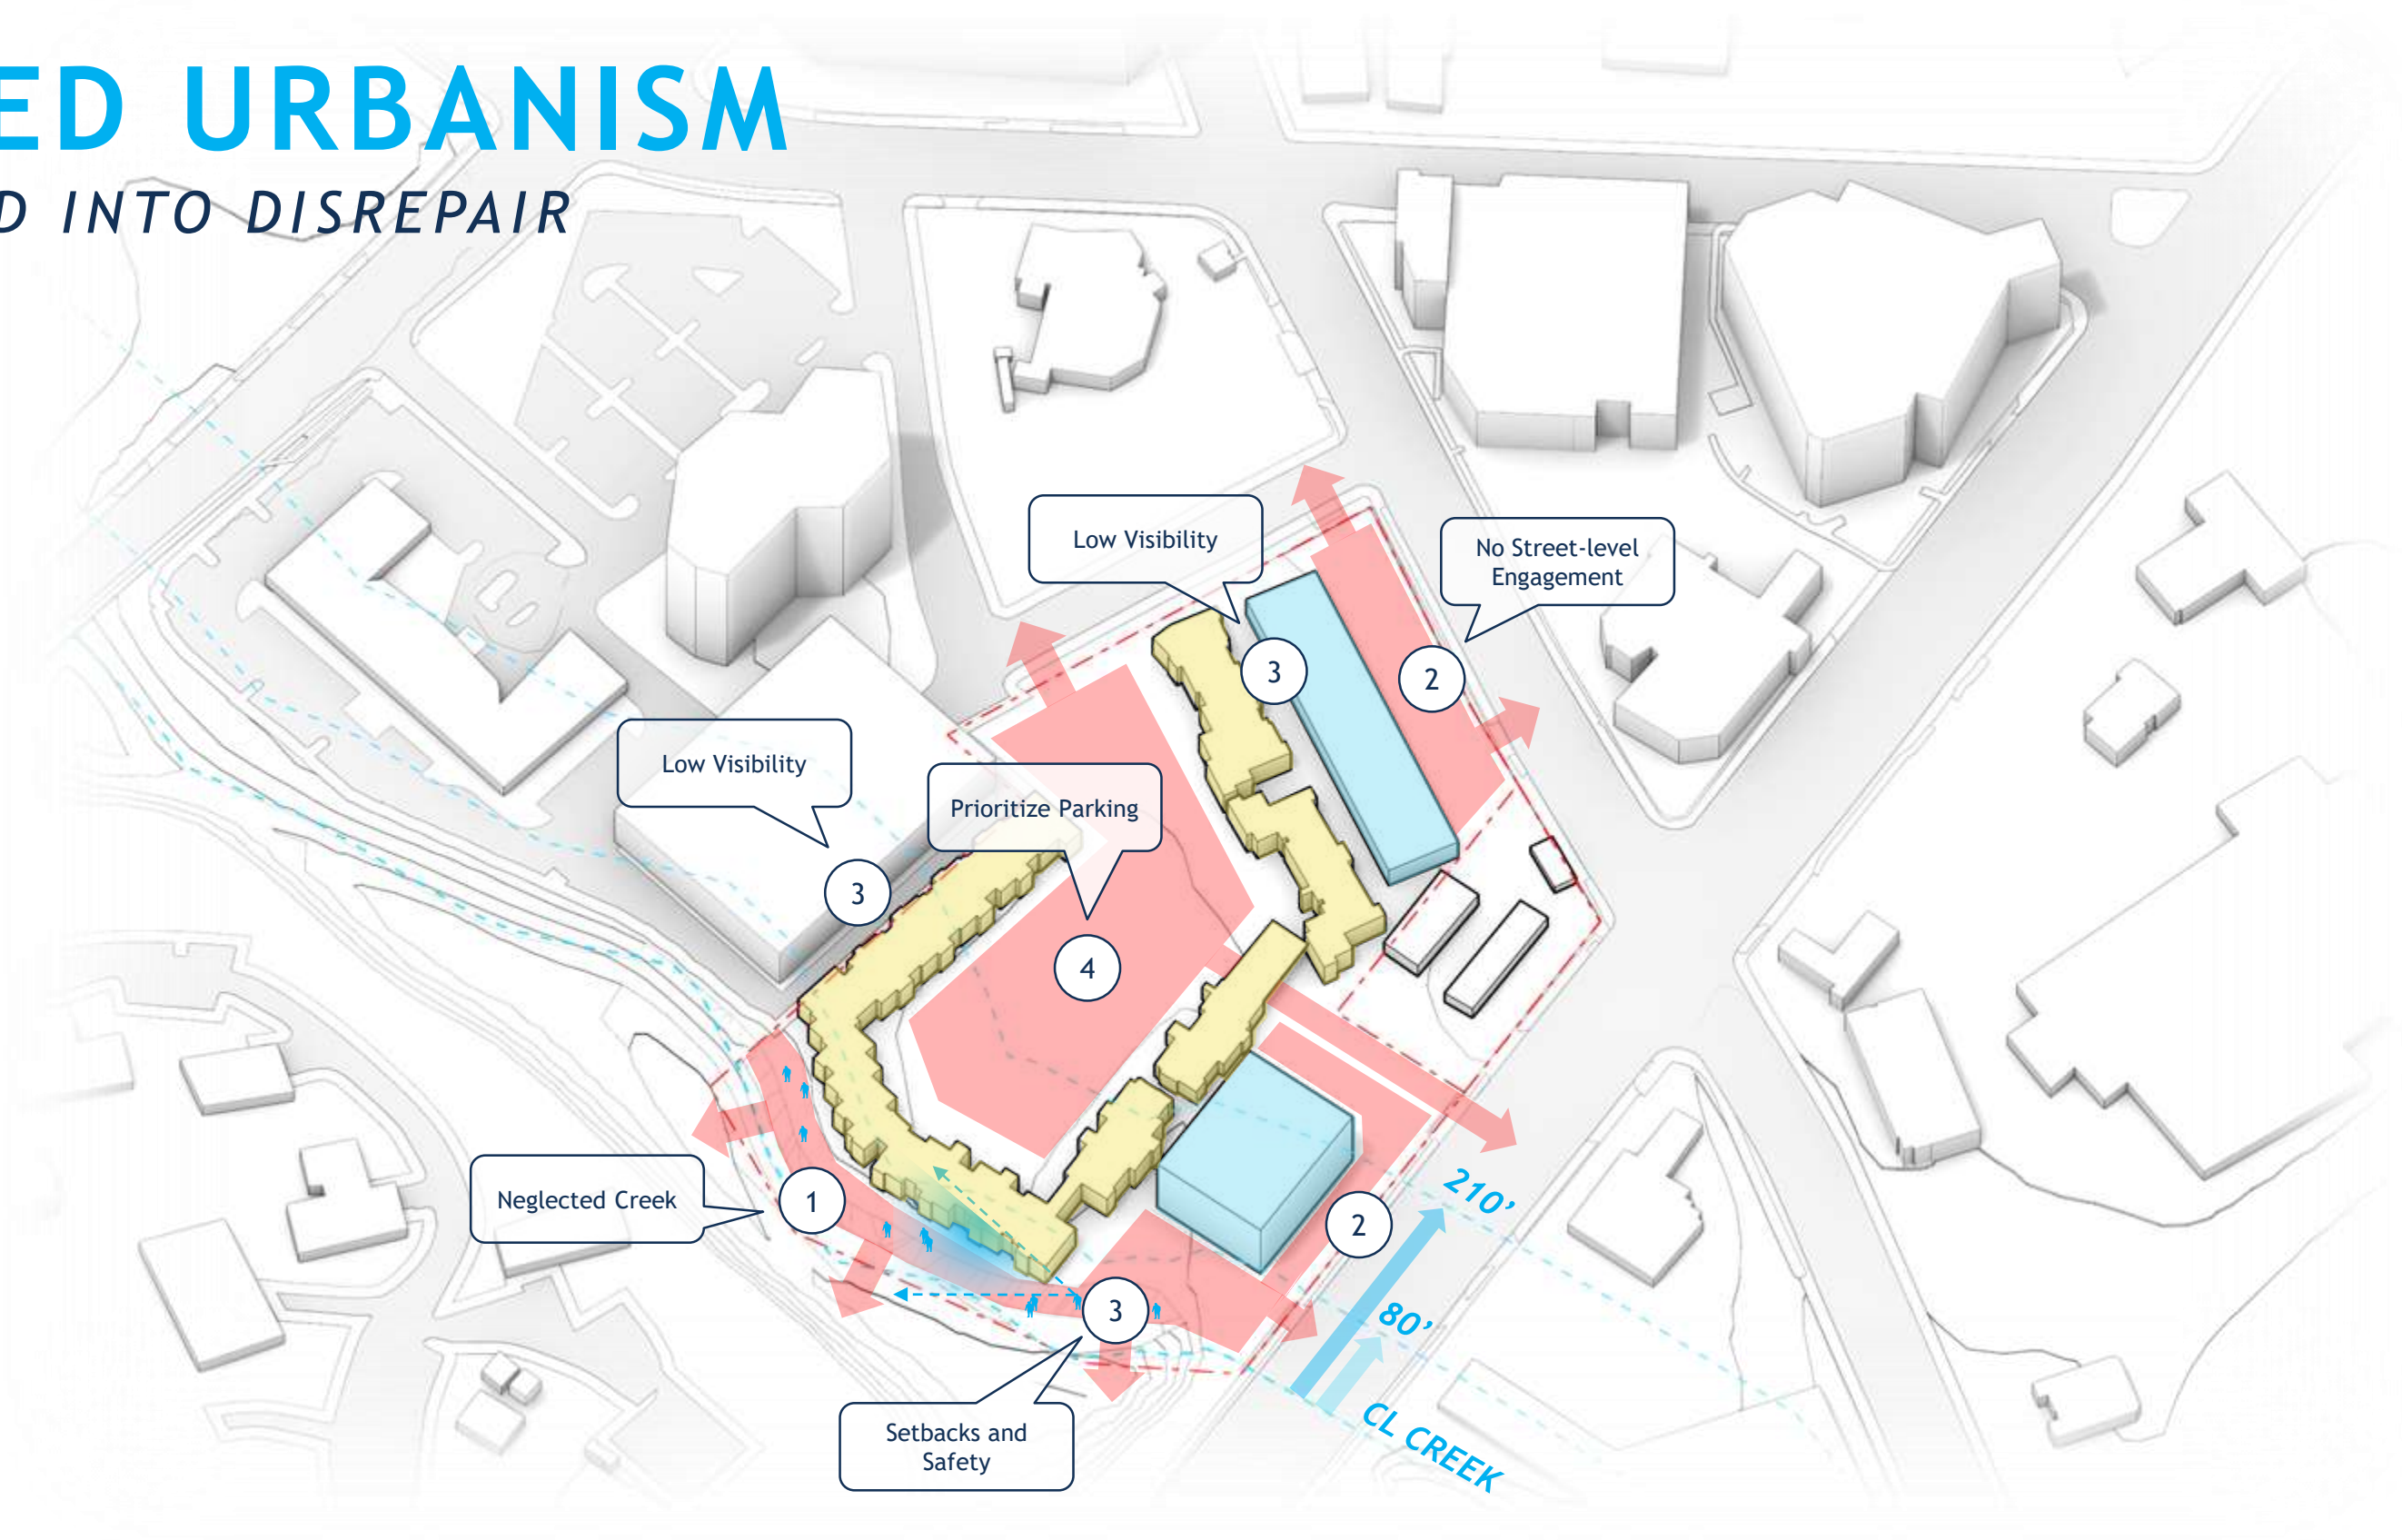 ED URBANISM
D INTO DISREPAIR
Low Visibility
No Street-level
Engagement
3
2
Low Visibility
Prioritize Parking
3
4
Neglected Creek
1
210’
2
3
80’
Setbacks and
Safety
CL CREEK